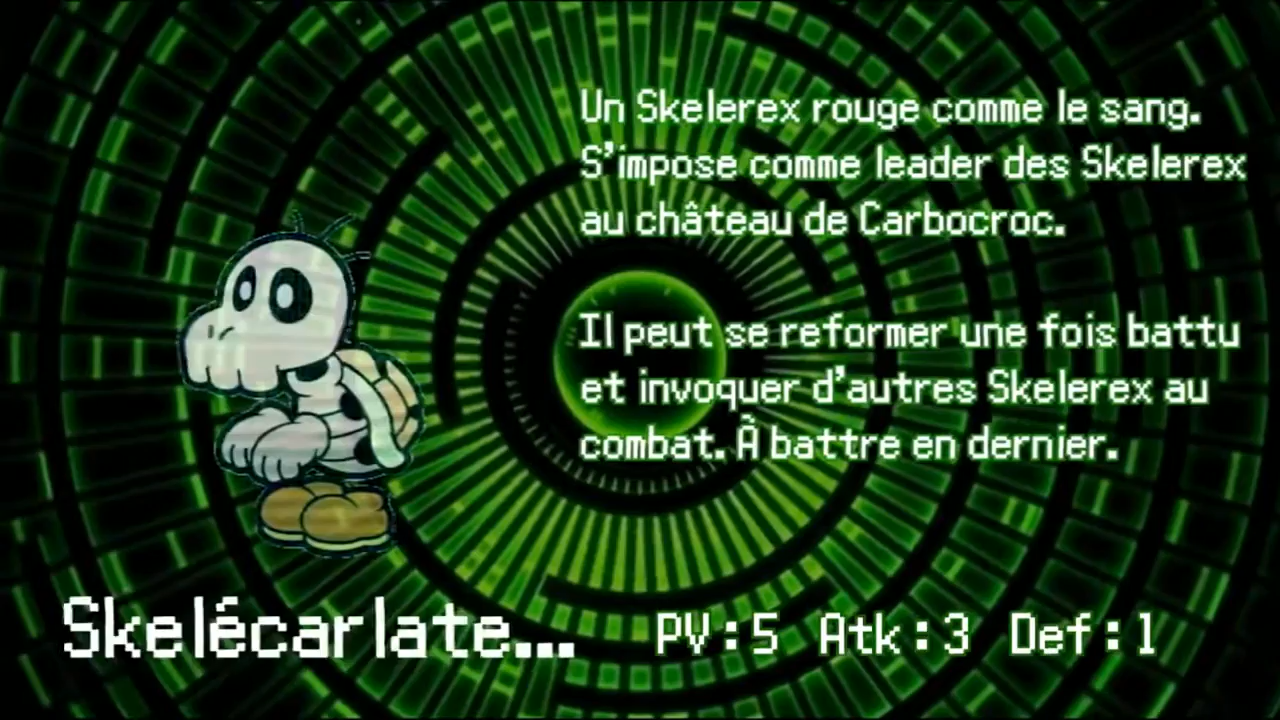 Un Skelerex rouge comme le sang.
S'impose comme leader des Skelerex
au château de Carbocroc.
Il peut se reformer une fois battu
et invoquer d'autres Skelerex au
combat. À battre en dernier.
Skelécarlate... PV:5 Atk:3 Def:1